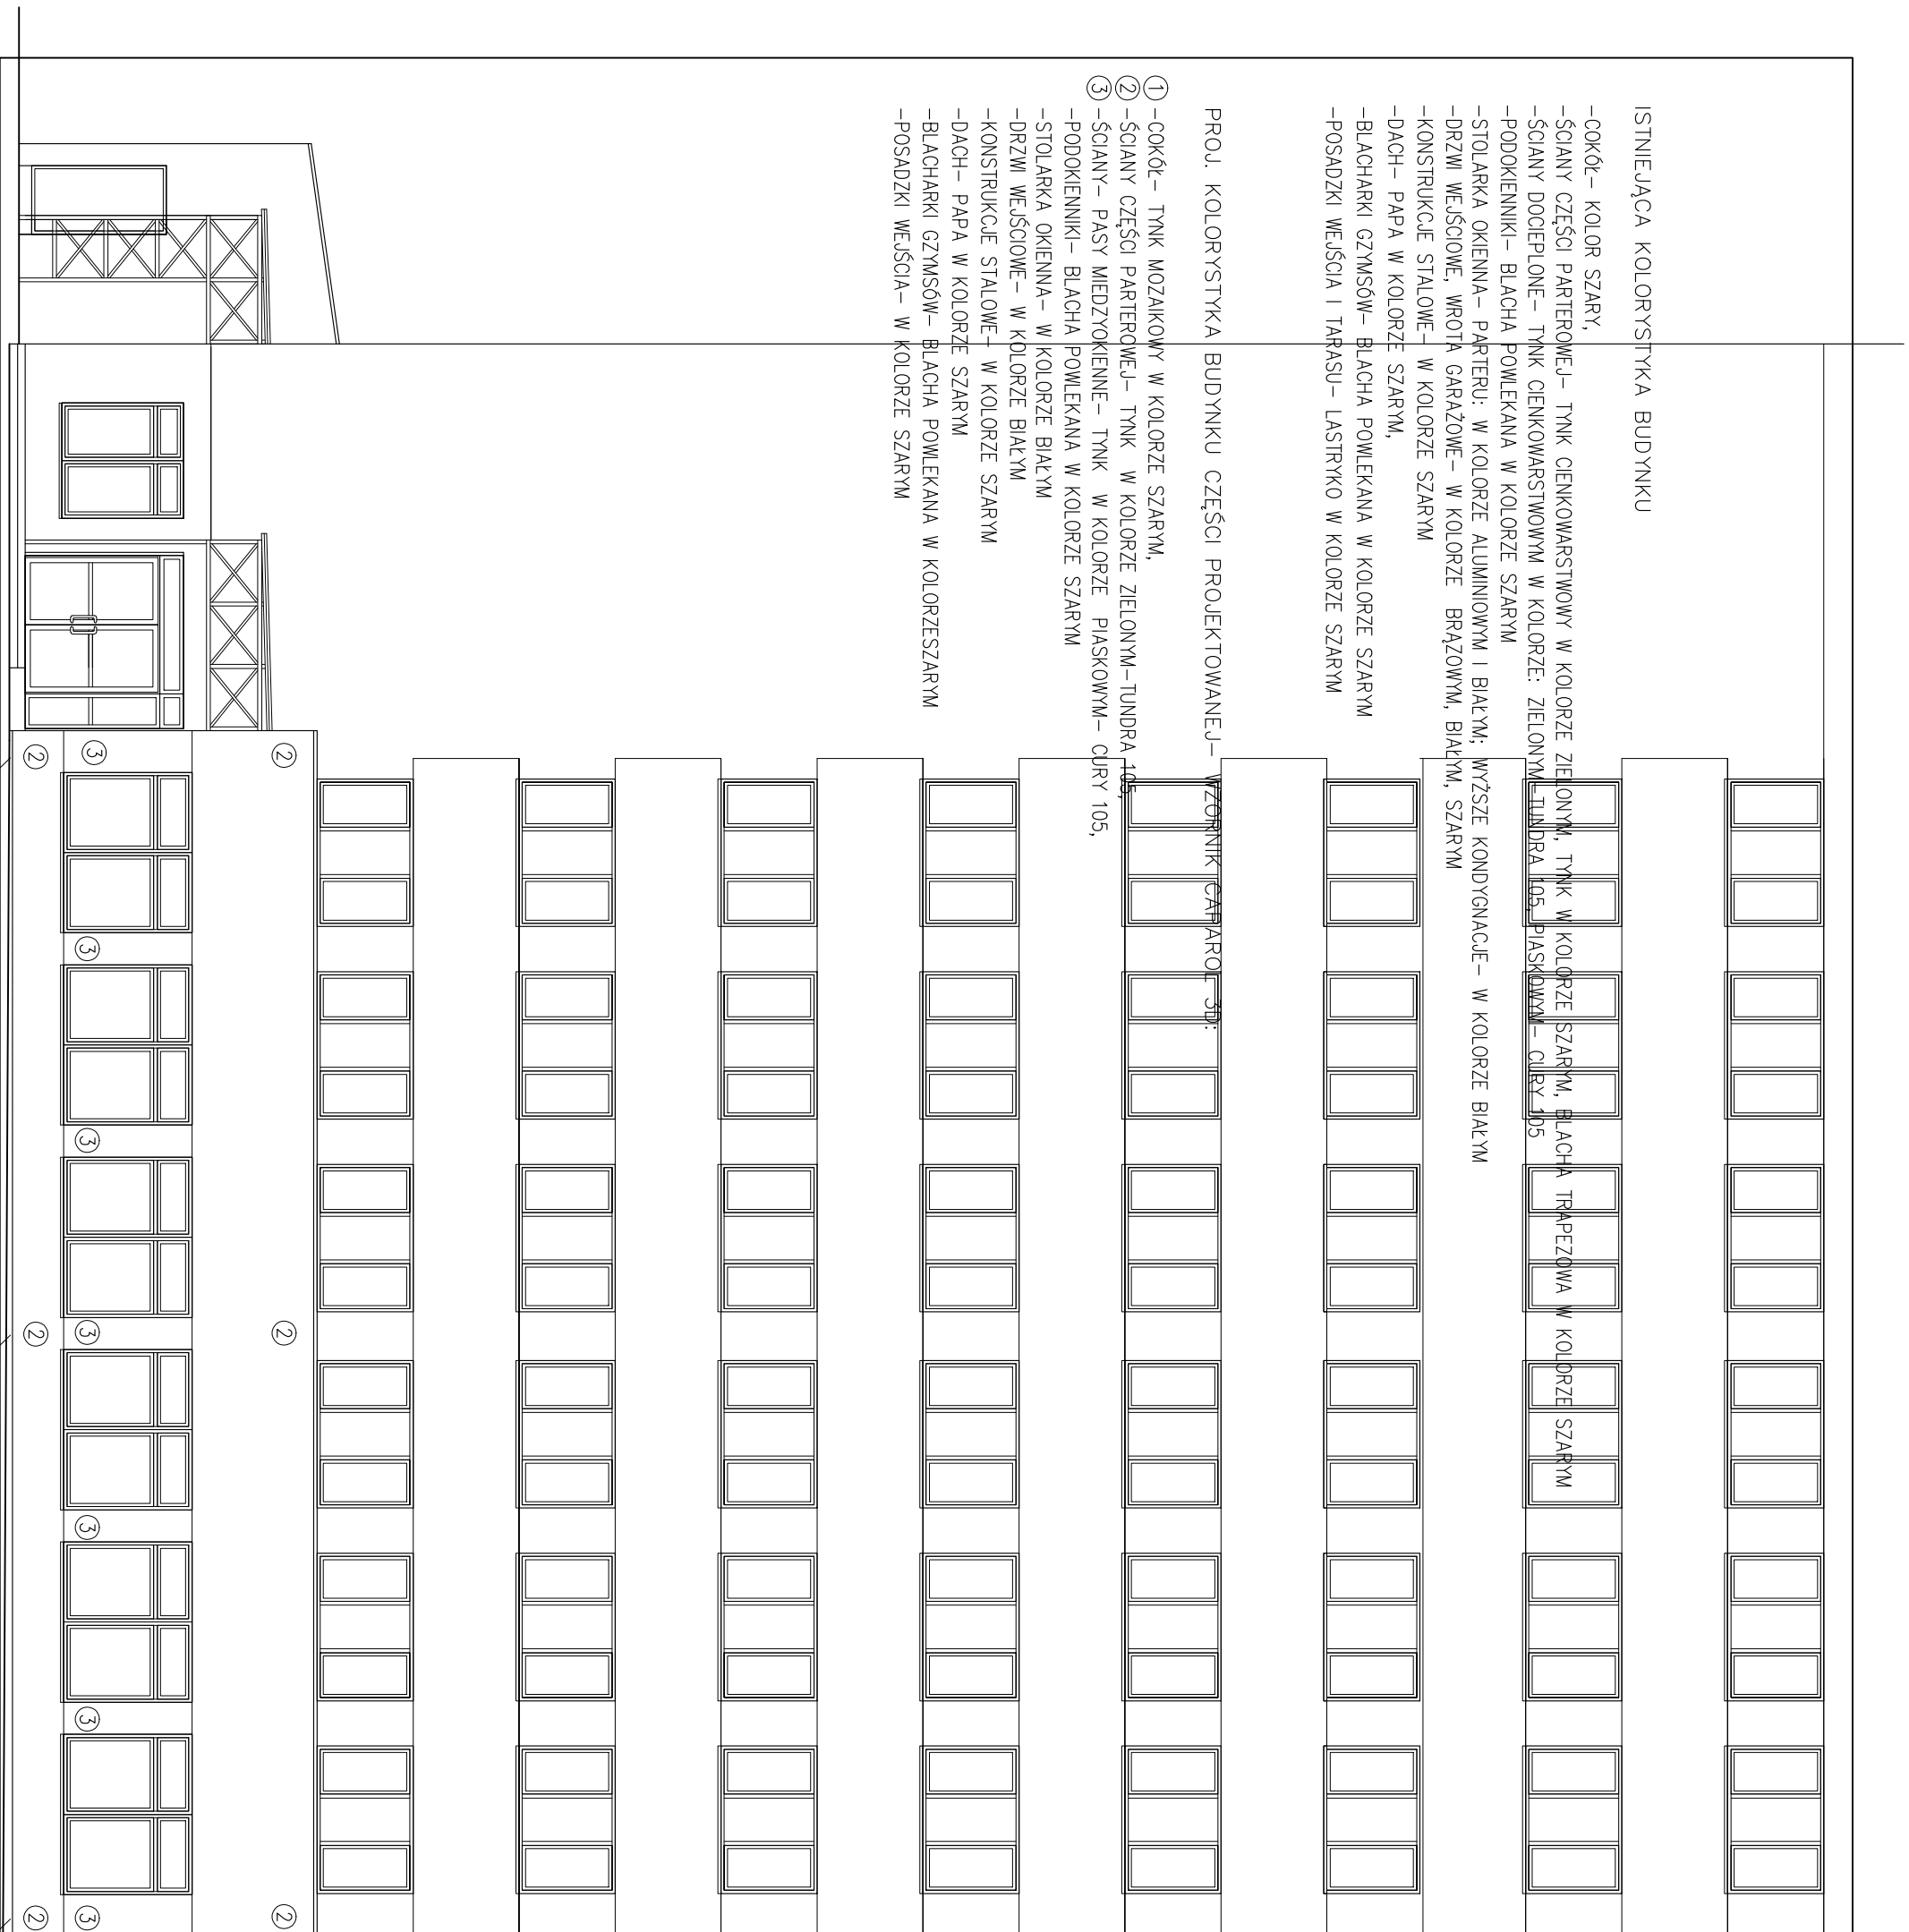 ISTNIEJĄCA KOLORYSTYKA BUDYNKU
-COKÓŁ- KOLOR SZARY,
-ŚCIANY CZĘŚCI PARTEROWEJ- TYNK CIENKOWARSTWOWY W KOLORZE ZIELONYM, TYNK W KOLORZE SZARYM, BLACHA TRAPEZOWA W KOLORZE SZARYM
-ŚCIANY DOCIEPLONE- TYNK CIENKOWARSTWOWYM W KOLORZE: ZIELONYM-TUNDRA 105, PIASKOWYM- CURY 105
-PODOKIENNIKI- BLACHA POWLEKANA W KOLORZE SZARYM
-STOLARKA OKIENNA- PARTERU: W KOLORZE ALUMINIOWYM I BIAŁYM; WYŻSZE KONDYGNACJE- W KOLORZE BIAŁYM
-DRZWI WEJŚCIOWE, WROTA GARAŻOWE- W KOLORZE BRĄZOWYM, BIAŁYM, SZARYM
-KONSTRUKCJE STALOWE- W KOLORZE SZARYM
-DACH- PAPA W KOLORZE SZARYM,
-BLACHARKI GZYMSÓW- BLACHA POWLEKANA W KOLORZE SZARYM
-POSADZKI WEJŚCIA I TARASU- LASTRYKO W KOLORZE SZARYM
PROJ. KOLORYSTYKA BUDYNKU CZĘŚCI PROJEKTOWANEJ- WZORNIK CAPAROL 3D:
1 -COKÓŁ- TYNK MOZAIKOWY W KOLORZE SZARYM,
2 -ŚCIANY CZĘŚCI PARTEROWEJ- TYNK W KOLORZE ZIELONYM-TUNDRA 105,
3 -ŚCIANY- PASY MIEDZYOKIENNE- TYNK W KOLORZE PIASKOWYM- CURY 105,
-PODOKIENNIKI- BLACHA POWLEKANA W KOLORZE SZARYM
-STOLARKA OKIENNA- W KOLORZE BIAŁYM
-DRZWI WEJŚCIOWE- W KOLORZE BIAŁYM
-KONSTRUKCJE STALOWE- W KOLORZE SZARYM
-DACH- PAPA W KOLORZE SZARYM
-BLACHARKI GZYMSÓW- BLACHA POWLEKANA W KOLORZESZARYM
-POSADZKI WEJŚCIA- W KOLORZE SZARYM
2 2 2
3 3 3 3 3 3 3
2 2 2